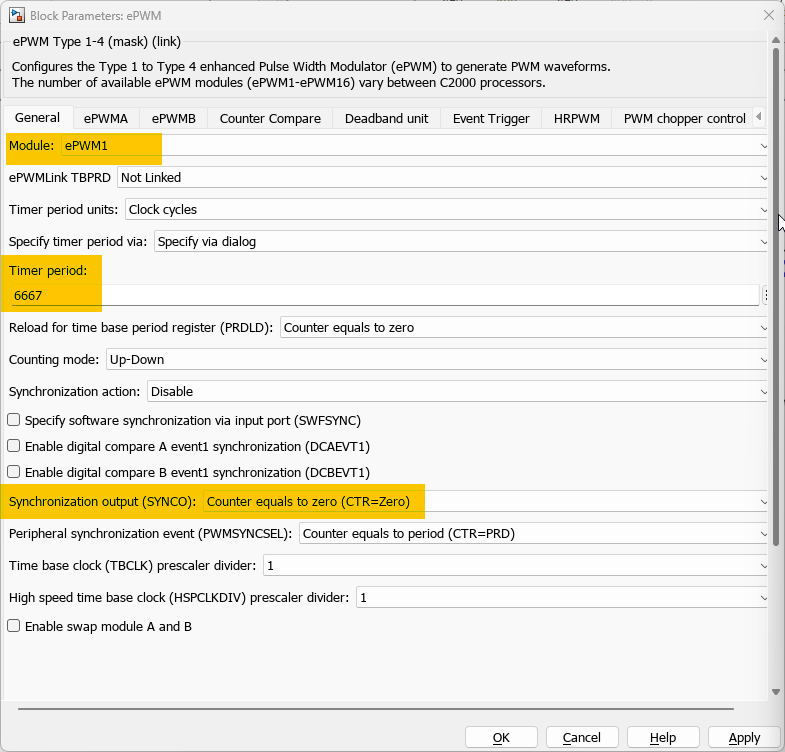 Block Parameters: ePWM
ePWM Type 1-4 (mask) (link)
Configures the Type 1 to Type 4 enhanced Pulse Width Modulator (ePWM) to generate PWM waveforms.
The number of available ePWM modules (ePWM1-ePWM16) vary between C2000 processors.
General ePWMA ePWMB Counter Compare Deadband unit Event Trigger HRPWM PWM chopper control
Module: ePWM1
ePWMLink TBPRD Not Linked
Timer period units: Clock cycles
Specify timer period via: Specify via dialog
Timer period:
6667
Reload for time base period register (PRDLD): Counter equals to zero
Counting mode: Up-Down
Synchronization action: Disable
Specify software synchronization via input port (SWFSYNC)
Enable digital compare A event1 synchronization (DCAEVT1)
Enable digital compare B event1 synchronization (DCBEVT1)
Synchronization output (SYNCO): Counter equals to zero (CTR=Zero)
Peripheral synchronization event (PWMSYNCSEL): Counter equals to period (CTR=PRD)
Time base clock (TBCLK) prescaler divider: 1
High speed time base clock (HSPCLKDIV) prescaler divider: 1
Enable swap module A and B
OK Cancel Help Apply